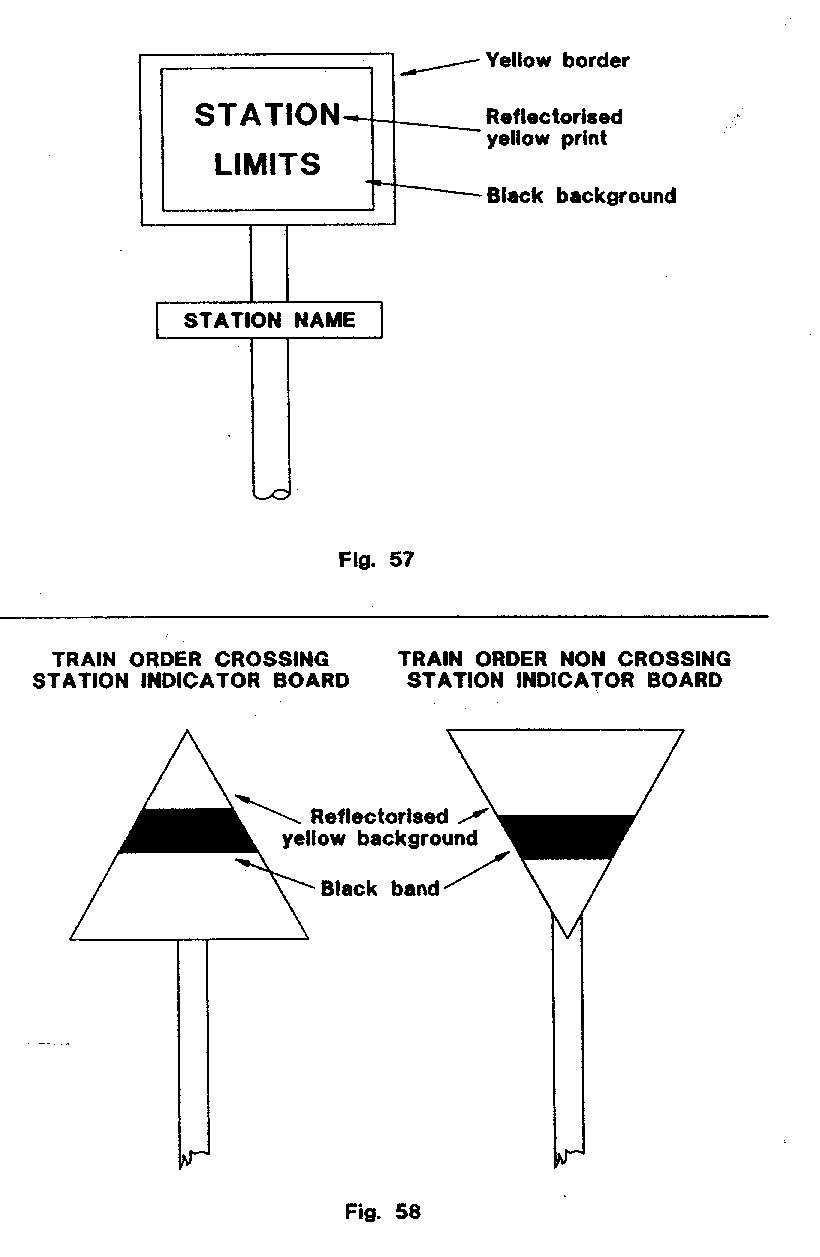 Yellow border
STATION
LIMITS
Reflectorised
yellow print
Black background
STATION NAME
Fig. 57
TRAIN ORDER CROSSING
STATION INDICATOR BOARD
TRAIN ORDER NON CROSSING
STATION INDICATOR BOARD
Reflectorised
yellow background
Black band
Fig. 58